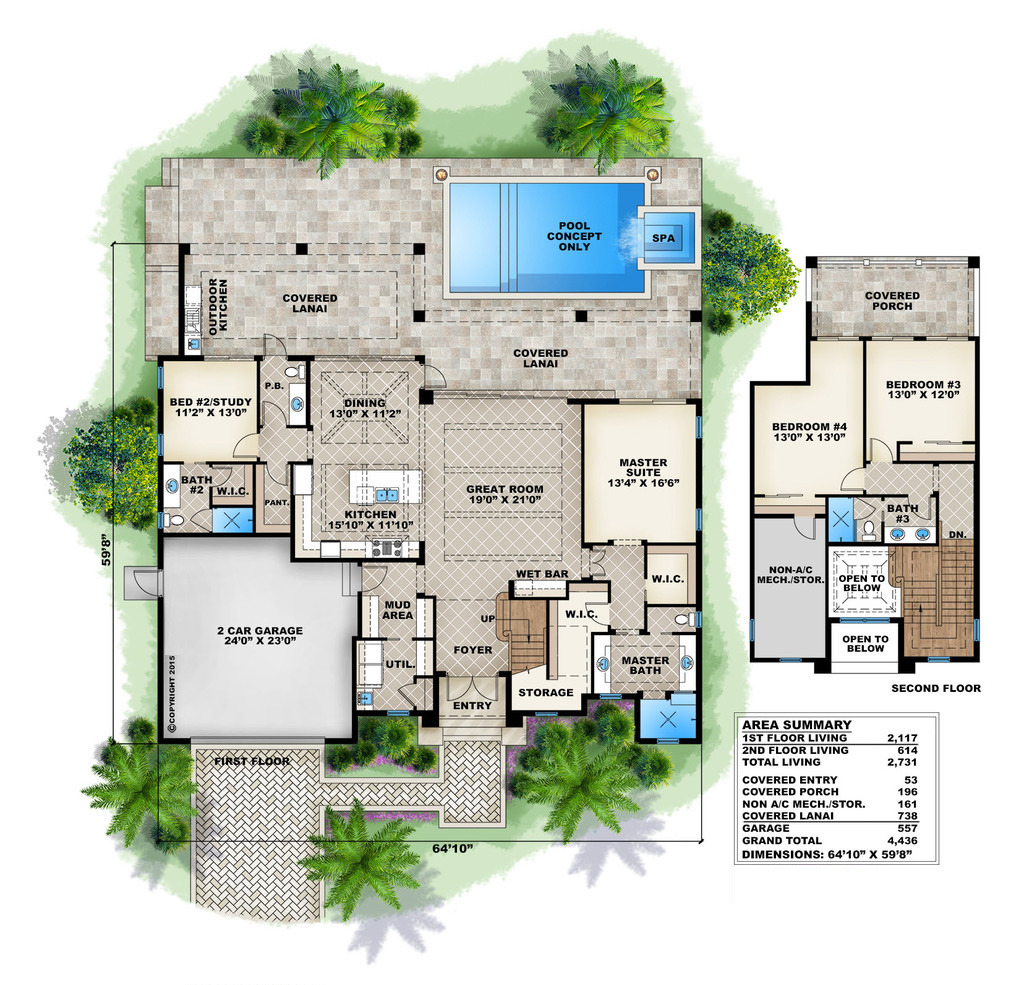 POOL
CONCEPT
ONLY
SPA
OUTDOOR
KITCHEN
COVERED
LANAI
COVERED
LANAI
P.B.
BED #2/STUDY
11'2" X 13'0"
DINING
13'0" X 11'2"
BATH
#2
W.I.C.
PANT.
KITCHEN
15'10" X 11'10"
GREAT ROOM
19'0" X 21'0"
MASTER
SUITE
13'4" X 16'6"
59'8"
WET BAR
W.I.C.
W.I.C.
MUD
AREA
UP
2 CAR GARAGE
24'0" X 23'0"
FOYER
UTIL.
MASTER
BATH
STORAGE
ENTRY
©COPYRIGHT 2015
FIRST FLOOR
64'10"
COVERED
PORCH
BEDROOM #3
13'0" X 12'0"
BEDROOM #4
13'0" X 13'0"
BATH
#3
DN.
NON-A/C
MECH./STOR.
OPEN TO
BELOW
OPEN TO
BELOW
SECOND FLOOR
AREA SUMMARY
1ST FLOOR LIVING 2,117
2ND FLOOR LIVING 614
TOTAL LIVING 2,731
COVERED ENTRY 53
COVERED PORCH 196
NON A/C MECH./STOR. 161
COVERED LANAI 738
GARAGE 557
GRAND TOTAL 4,436
DIMENSIONS: 64'10" X 59'8"